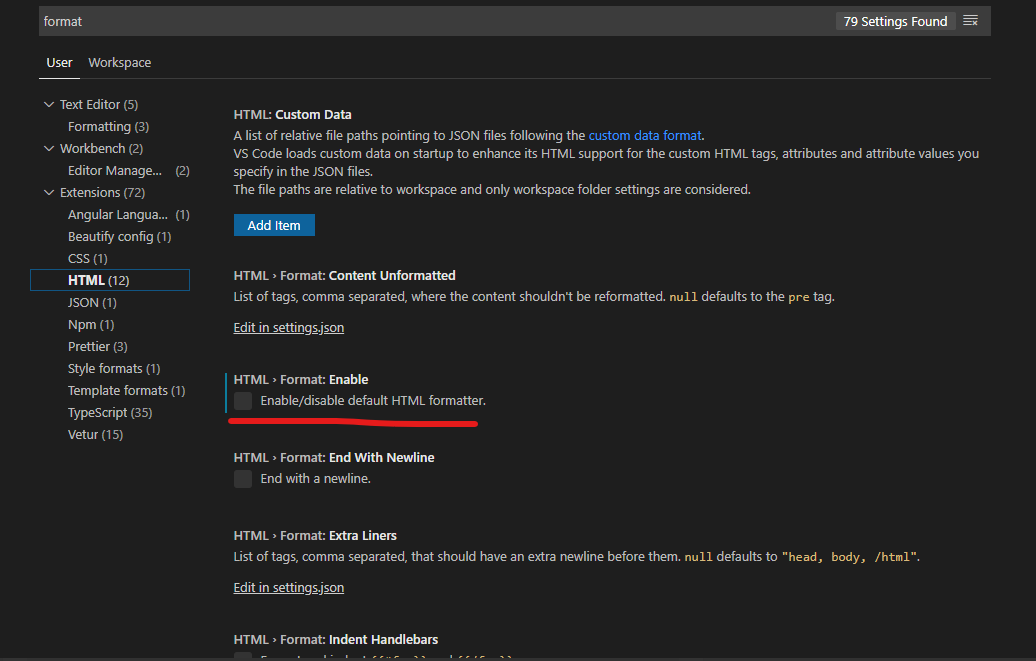 format
79 Settings Found
User
Workspace
Text Editor (5)
Formatting (3)
Workbench (2)
Editor Manage... (2)
Extensions (72)
Angular Langua... (1)
Beautify config (1)
CSS (1)
HTML (12)
JSON (1)
Npm (1)
Prettier (3)
Style formats (1)
Template formats (1)
TypeScript (35)
Vetur (15)
HTML: Custom Data
A list of relative file paths pointing to JSON files following the custom data format.
VS Code loads custom data on startup to enhance its HTML support for the custom HTML tags, attributes and attribute values you
specify in the JSON files.
The file paths are relative to workspace and only workspace folder settings are considered.
Add Item
HTML › Format: Content Unformatted
List of tags, comma separated, where the content shouldn't be reformatted. null defaults to the pre tag.
Edit in settings.json
HTML › Format: Enable
Enable/disable default HTML formatter.
HTML › Format: End With Newline
End with a newline.
HTML › Format: Extra Liners
List of tags, comma separated, that should have an extra newline before them. null defaults to "head, body, /html".
Edit in settings.json
HTML › Format: Indent Handlebars